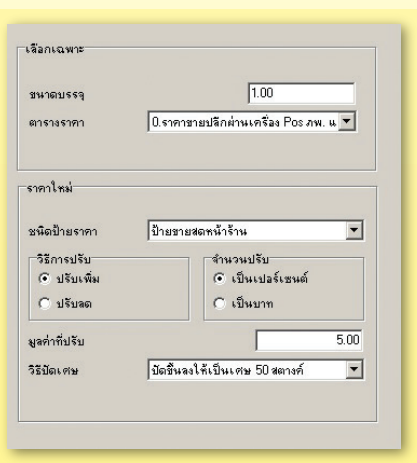 เลือกเฉพาะ
ขนาดบรรจุ 1.00
ตารางราคา 0.ราคาขายปลีกผ่านเครื่อง Pos ภพ. แ
ราคาใหม่
ชนิดป้ายราคา ป้ายขายสดหน้าร้าน
วิธีการปรับ จำนวนปรับ
ปรับเพิ่ม เป็นเปอร์เซนต์
ปรับลด เป็นบาท
มูลค่าที่ปรับ 5.00
วิธีปัดเศษ ปัดขึ้นลงให้เป็นเศษ 50 สตางค์